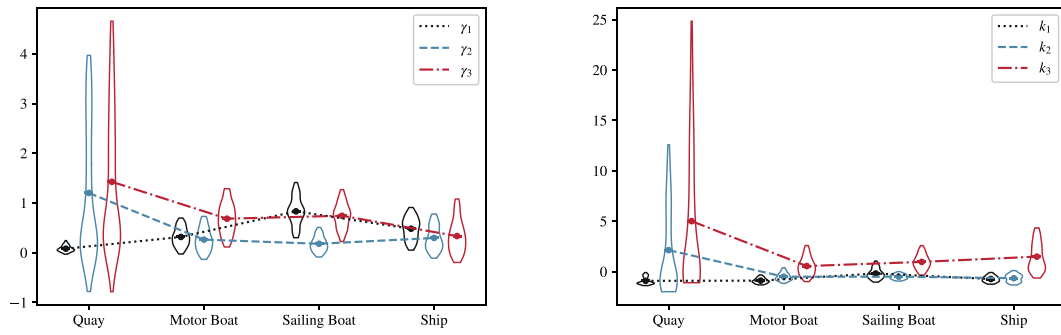 4
3
2
1
0
−1
γ1
γ2
γ3
Quay Motor Boat Sailing Boat Ship
25
20
15
10
5
0
k1
k2
k3
Quay Motor Boat Sailing Boat Ship